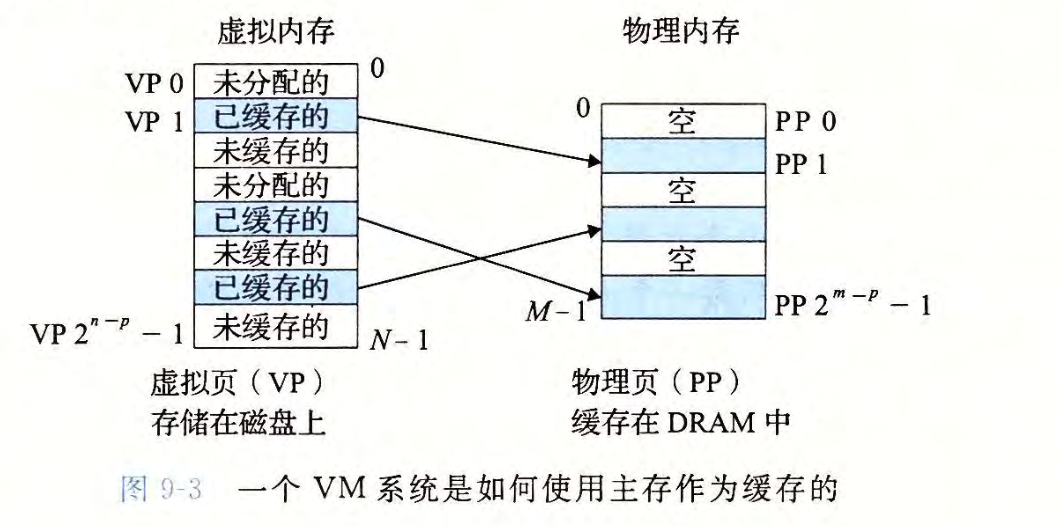 虚拟内存
物理内存
VP 0 未分配的 0
VP 1 已缓存的
未缓存的
未分配的
已缓存的
未缓存的
已缓存的
VP 2^{n-p} - 1 未缓存的 N-1
0 空 PP 0
PP 1
空
空
M-1 PP 2^{m-p} - 1
虚拟页(VP)
存储在磁盘上
物理页(PP)
缓存在 DRAM 中
图 9-3 一个 VM 系统是如何使用主存作为缓存的